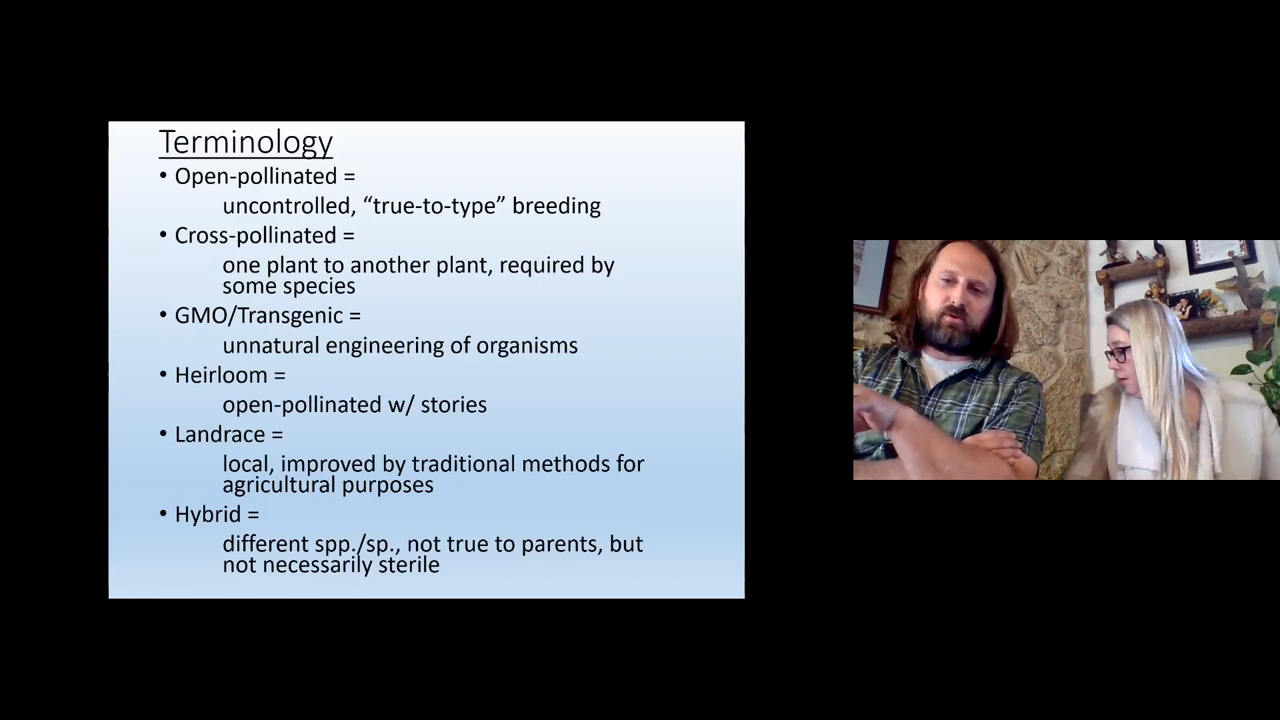 Terminology
• Open-pollinated =
uncontrolled, “true-to-type” breeding
• Cross-pollinated =
one plant to another plant, required by
some species
• GMO/Transgenic =
unnatural engineering of organisms
• Heirloom =
open-pollinated w/ stories
• Landrace =
local, improved by traditional methods for
agricultural purposes
• Hybrid =
different spp./sp., not true to parents, but
not necessarily sterile